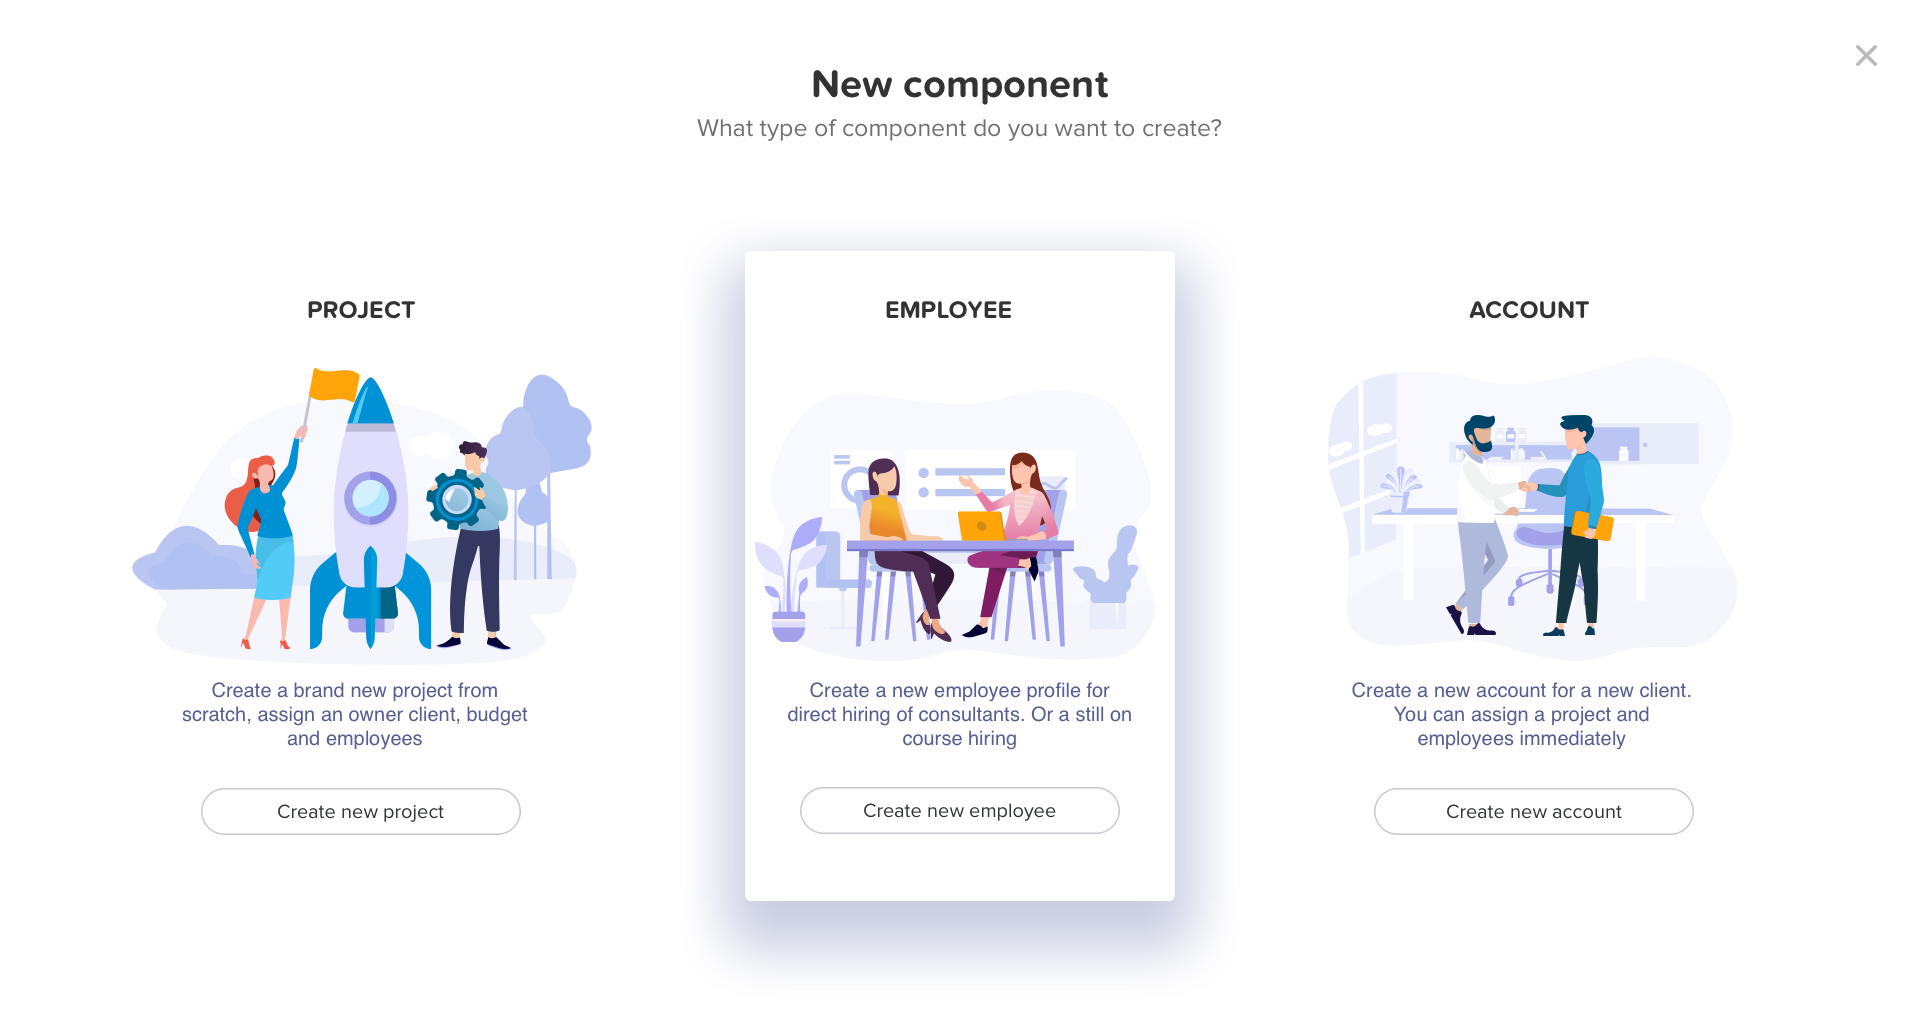 New component
What type of component do you want to create?
PROJECT
Create a brand new project from
scratch, assign an owner client, budget
and employees
Create new project
EMPLOYEE
Create a new employee profile for
direct hiring of consultants. Or a still on
course hiring
Create new employee
ACCOUNT
Create a new account for a new client.
You can assign a project and
employees immediately
Create new account